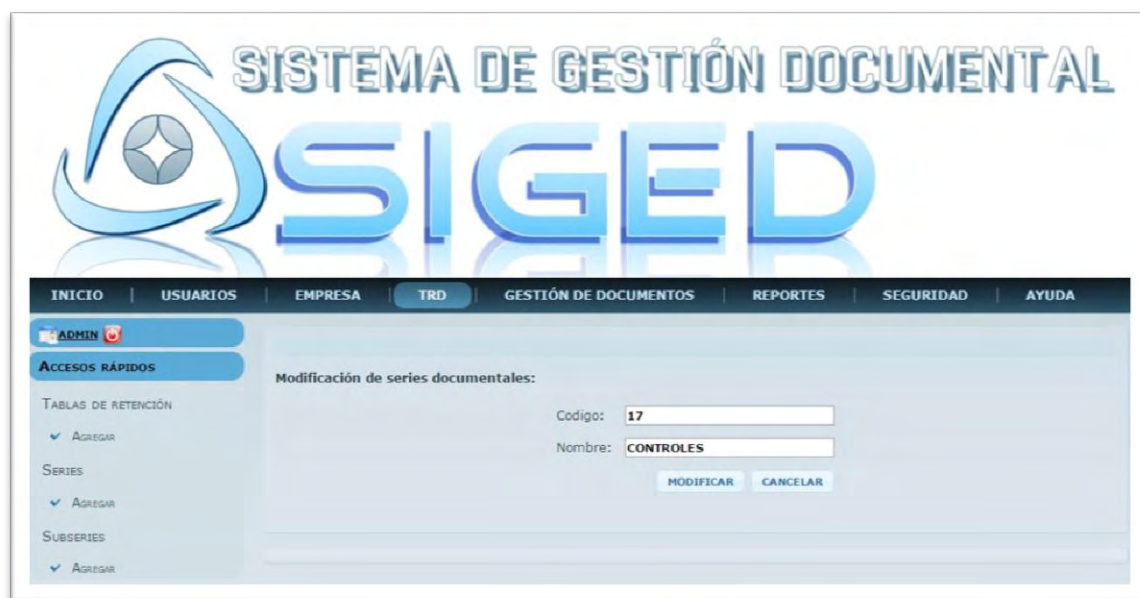 SISTEMA DE GESTIÓN DOCUMENTAL
SIGED
INICIO | USUARIOS | EMPRESA | TRD | GESTIÓN DE DOCUMENTOS | REPORTES | SEGURIDAD | AYUDA
ADMIN
ACCESOS RÁPIDOS
TABLAS DE RETENCIÓN
AGREGAR
SERIES
AGREGAR
SUBSERIES
AGREGAR
Modificación de series documentales:
Codigo: 17
Nombre: CONTROLES
MODIFICAR CANCELAR